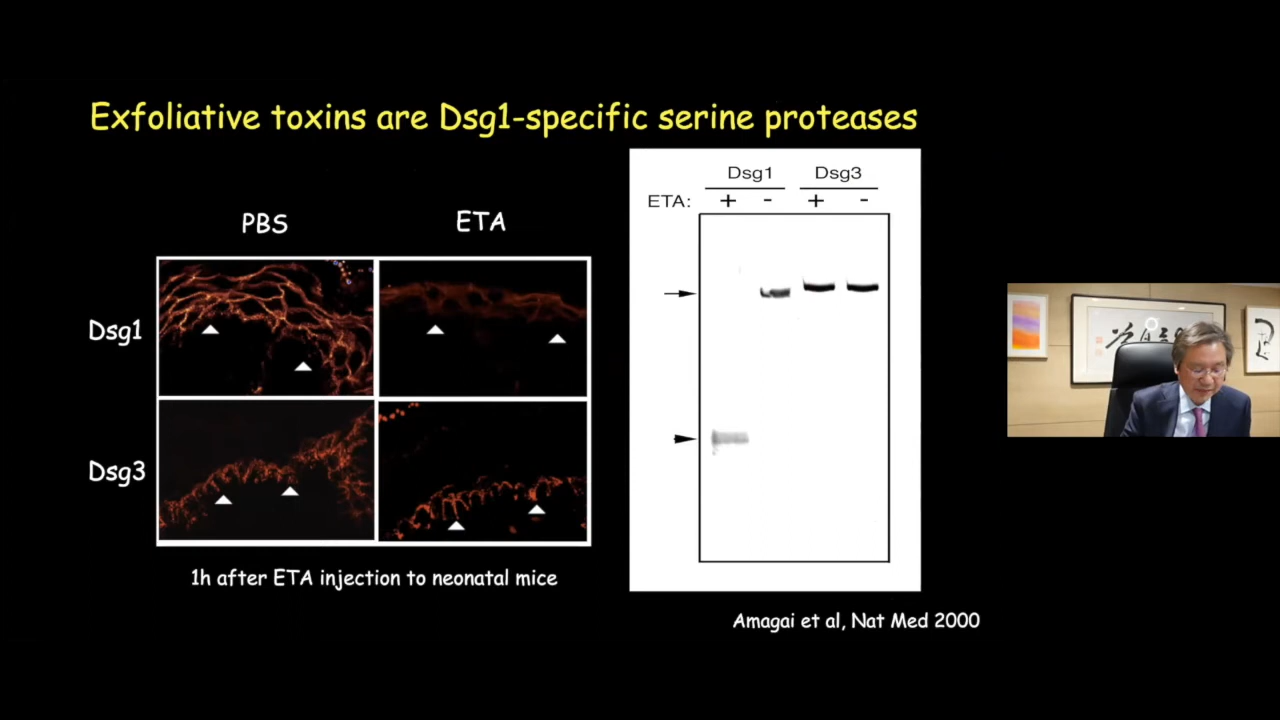 Exfoliative toxins are Dsg1-specific serine proteases
PBS
ETA
Dsg1
Dsg3
1h after ETA injection to neonatal mice
Dsg1
Dsg3
ETA:
+
-
+
-
Amagai et al, Nat Med 2000